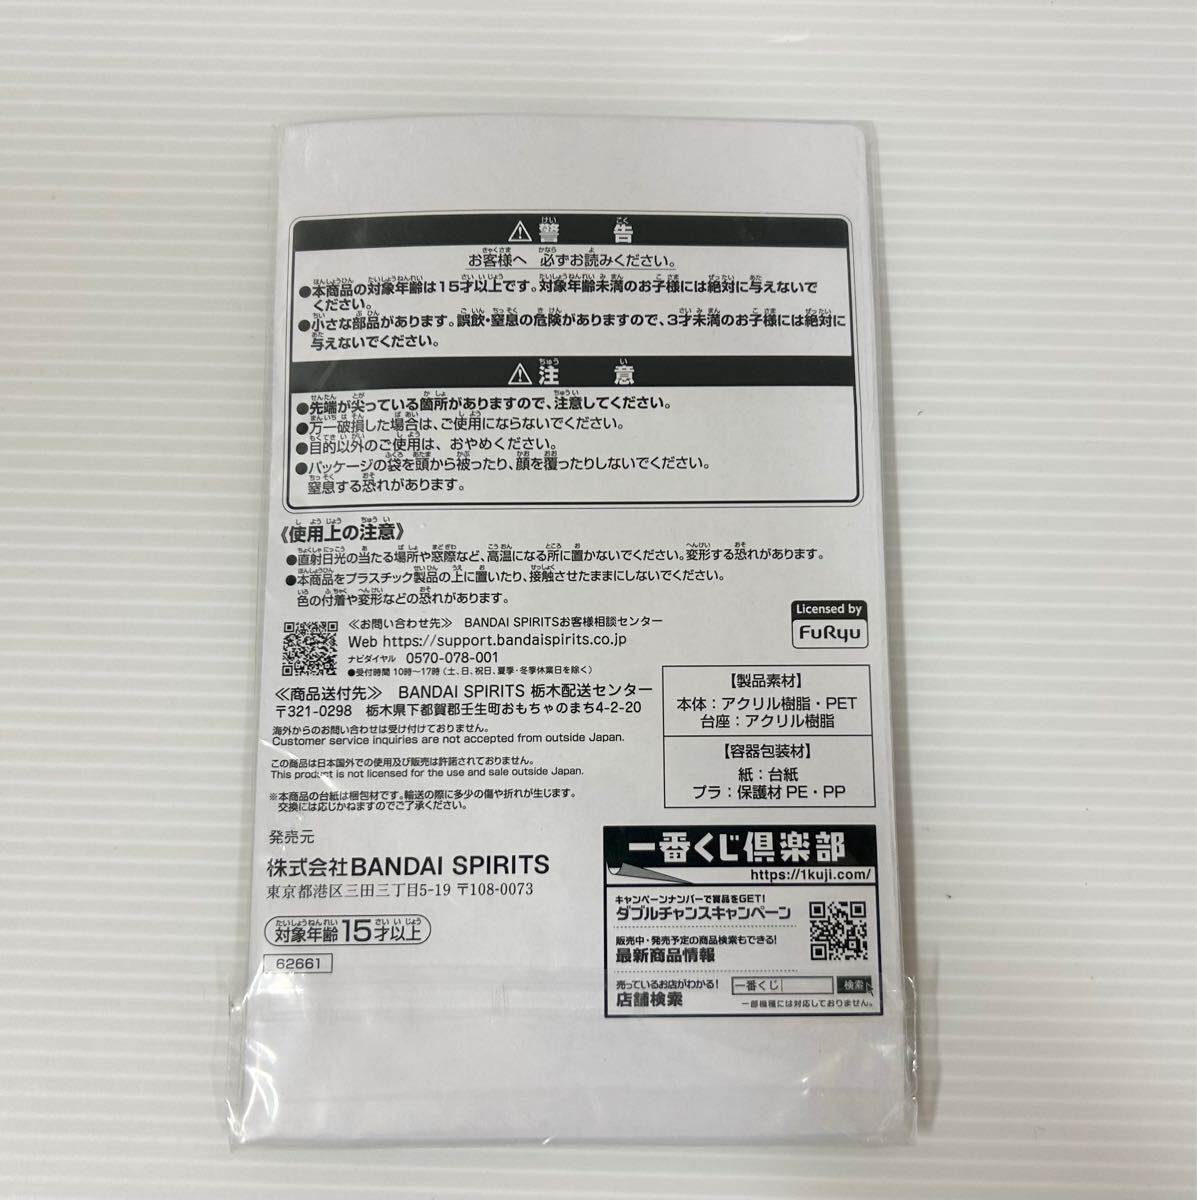 ⚠警告
お客様へ 必ずお読みください。
●本商品の対象年齢は15才以上です。対象年齢未満のお子様には絶対に与えないで
ください。
●小さな部品があります。誤飲・窒息の危険がありますので、3才未満のお子様には絶対に
与えないでください。
⚠注意
●先端が尖っている箇所がありますので、注意してください。
●万一破損した場合は、ご使用にならないでください。
●目的以外のご使用は、おやめください。
●パッケージの袋を頭から被ったり、顔を覆ったりしないでください。
窒息する恐れがあります。
《使用上の注意》
●直射日光の当たる場所や窓際など、高温になる所に置かないでください。変形する恐れがあります。
●本商品をプラスチック製品の上に置いたり、接触させたままにしないでください。
色の付着や変形などの恐れがあります。
≪お問い合わせ先≫ BANDAI SPIRITSお客様相談センター
Web https://support.bandaispirits.co.jp
ナビダイヤル 0570-078-001
●受付時間 10時〜17時(土、日、祝日、夏季・冬季休業日を除く)
Licensed by
FuRyu
≪商品送付先≫ BANDAI SPIRITS 栃木配送センター
〒321-0298 栃木県下都賀郡壬生町おもちゃのまち4-2-20
海外からのお問い合わせは受け付けておりません。
Customer service inquiries are not accepted from outside Japan.
この商品は日本国外での使用及び販売は許諾されておりません。
This product is not licensed for the use and sale outside Japan.
※本商品の台紙は梱包材です。輸送の際に多少の傷や折れが生じます。
交換には応じかねますのでご了承ください。
【製品素材】
本体:アクリル樹脂・PET
台座:アクリル樹脂
【容器包装材】
紙:台紙
プラ:保護材 PE・PP
発売元
株式会社BANDAI SPIRITS
東京都港区三田三丁目5-19 〒108-0073
対象年齢15才以上
62661
一番くじ倶楽部
https://1kuji.com/
キャンペーンナンバーで賞品をGET!
ダブルチャンスキャンペーン
販売中・発売予定の商品検索もできる!
最新商品情報
売っているお店がわかる!
店舗検索
一番くじ 検索
一部機種には対応しておりません。